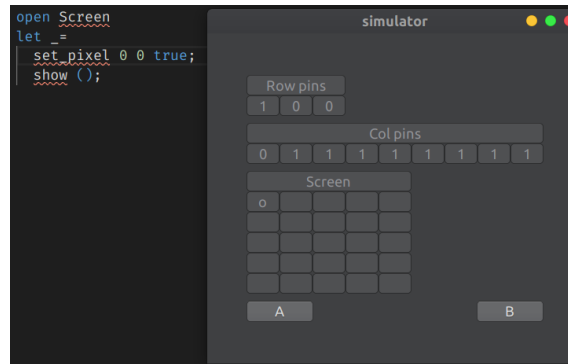 open Screen
let _=
set_pixel 0 0 true;
show ();
simulator
Row pins
1 0 0
Col pins
0 1 1 1 1 1 1 1 1
Screen
o
A B